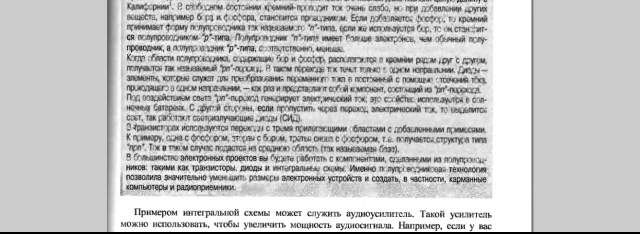 Калифорнии¹. В свободном состоянии кремний проводит ток очень слабо, но при добавлении других
веществ, например бора и фосфора, становится проводником. Если добавляется фосфор, то кремний
принимает форму полупроводника так называемого "n"-типа, если же используется бор, то он становит-
ся полупроводником "p"-типа. Полупроводник "n"-типа имеет больше электронов, чем обычный полу-
проводник, а полупроводник "p"-типа, соответственно, меньше.
Когда области полупроводника, содержащие бор и фосфор, располагаются в кремнии рядом друг с другом,
получается так называемый "pn"-переход. В таком переходе ток течет только в одном направлении. Диоды —
элементы, которые служат для преобразования переменного тока в постоянный с помощью отсечения тока,
проходящего в одном направлении, — как раз и представляют собой компонент, состоящий из "pn"-перехода.
Под воздействием света "pn"-переход генерирует электрический ток; это свойство используется в сол-
нечных батареях. С другой стороны, если пропустить через переход электрический ток, то выделится
свет, так работают светоизлучающие диоды (СИД).
В транзисторах используются переходы с тремя прилегающими областями с добавленными примесями.
К примеру, одна с фосфором, вторая с бором, третья снова с фосфором, т.е. получается структура типа
"npn". Ток в таком случае подается на среднюю область (так называемая база).
В большинстве электронных проектов вы будете работать с компонентами, сделанными из полупровод-
ников: такими как транзисторы, диоды и интегральные схемы. Именно полупроводниковая технология
позволила значительно уменьшить размеры электронных устройств и создать, в частности, карманные
компьютеры и радиоприемники.
Примером интегральной схемы может служить аудиоусилитель. Такой усилитель
можно использовать, чтобы увеличить мощность аудиосигнала. Например, если у вас